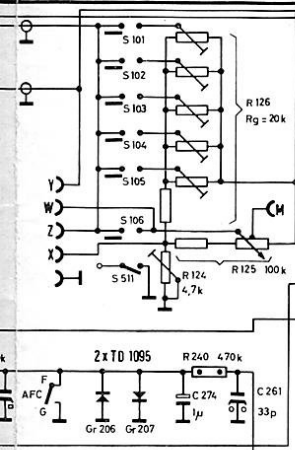 S 101
S 102
R 126
Rg = 20k
S 103
S 104
S 105
Y
W
Z
X
S 106
M
S 511
R 124
4,7k
R 125 100k
2x TD 1095
R 240 470k
k
AFC
F
G
Gr 206
Gr 207
C 274
1µ
C 261
33p